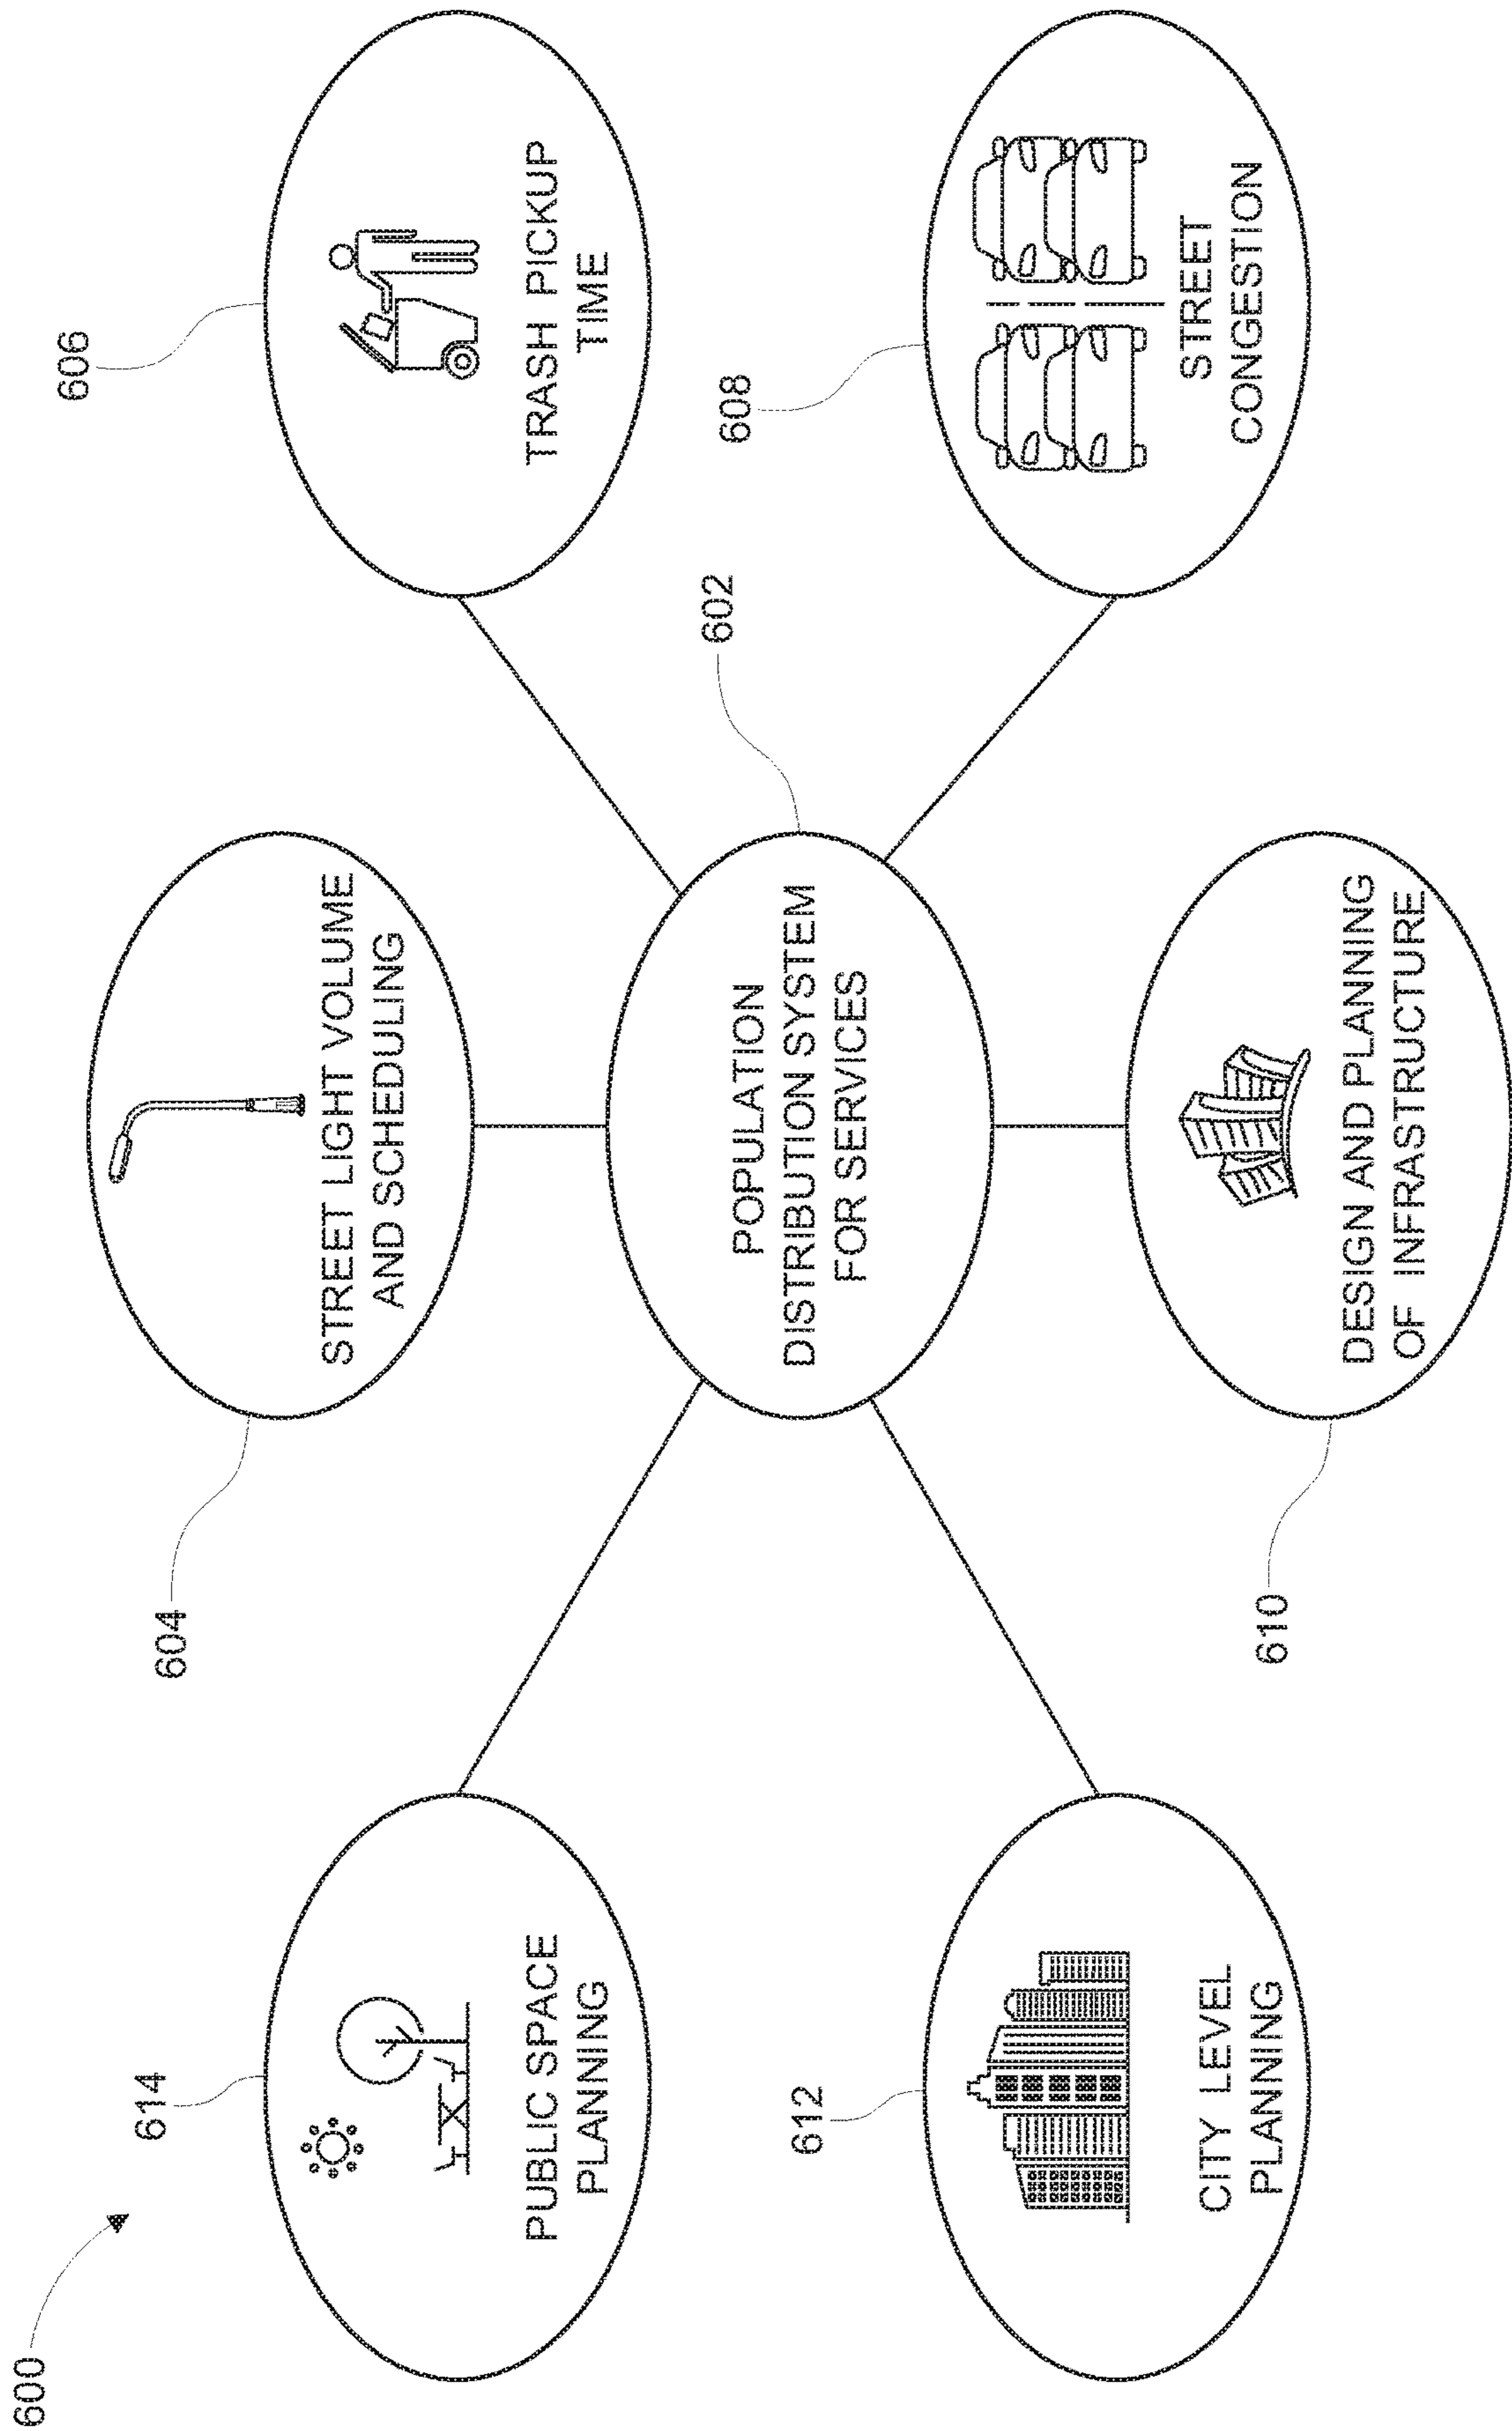 600
614
PUBLIC SPACE
PLANNING
604
STREET LIGHT VOLUME
AND SCHEDULING
606
TRASH PICKUP
TIME
602
POPULATION
DISTRIBUTION SYSTEM
FOR SERVICES
612
CITY LEVEL
PLANNING
610
DESIGN AND PLANNING
OF INFRASTRUCTURE
608
STREET
CONGESTION